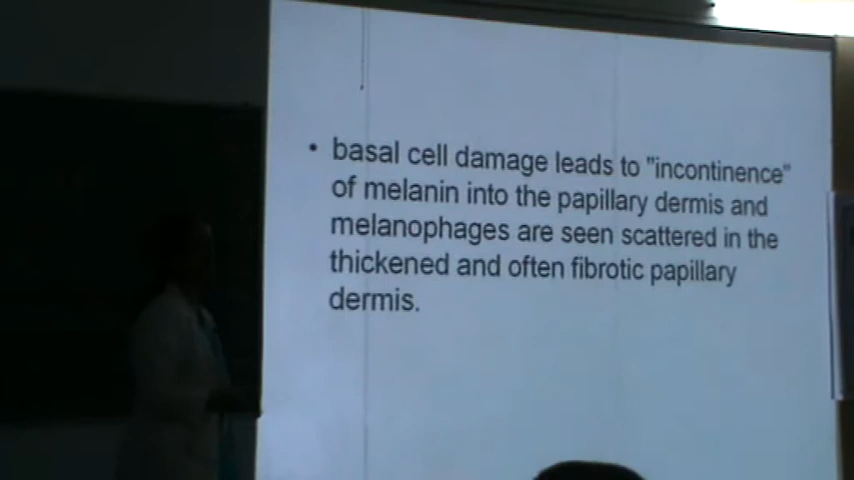 • basal cell damage leads to "incontinence"
of melanin into the papillary dermis and
melanophages are seen scattered in the
thickened and often fibrotic papillary
dermis.